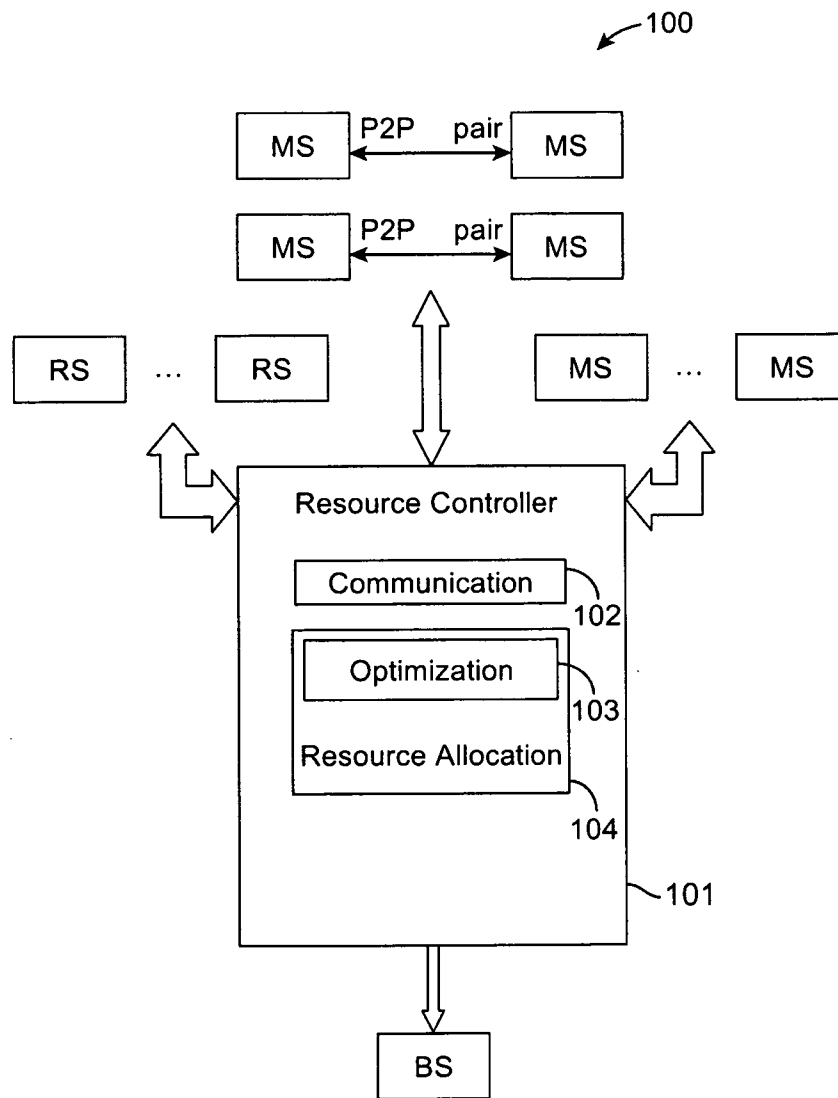 100
MS P2P pair MS
MS P2P pair MS
RS ... RS MS ... MS
Resource Controller
Communication
102
Optimization
103
Resource Allocation
104
101
BS